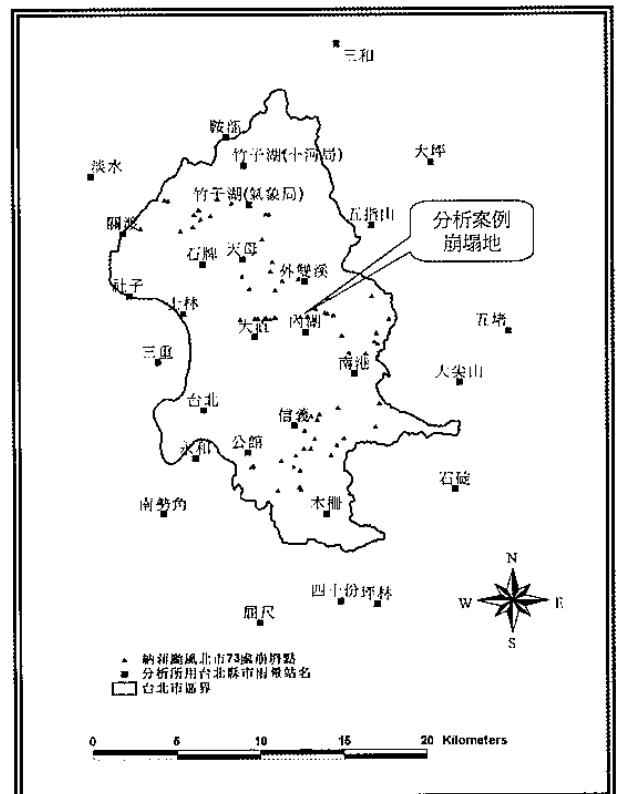 三和
鞍部
竹子湖(十河局)
大坪
淡水
竹子湖(氣象局)
五指山
關渡
分析案例
崩塌地
石牌
天母
外雙溪
社子
士林
大直
內湖
五堵
三重
南港
大尖山
台北
信義
永和
公館
石碇
南勢角
木柵
四十份
坪林
屈尺
N
W
E
S
納莉颱風北市73處崩塌點
分析所用台北縣市雨量站名
台北市區界
0 5 10 15 20 Kilometers